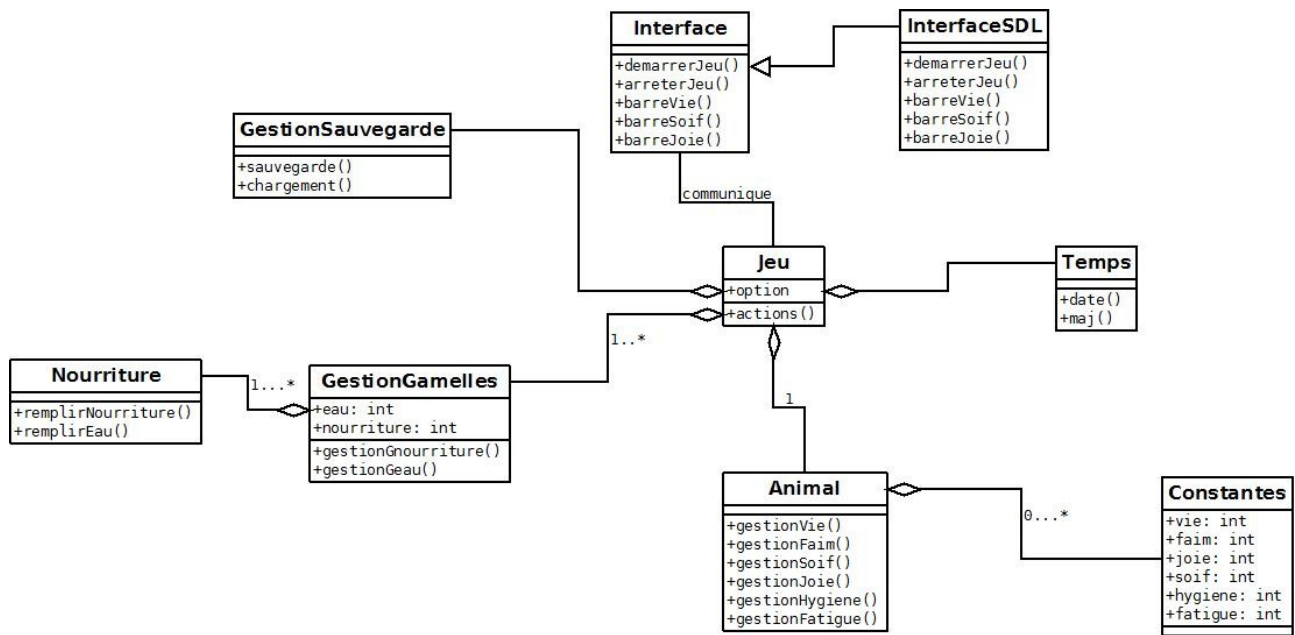 Interface
+demarrerJeu()
+arreterJeu()
+barreVie()
+barreSoif()
+barreJoie()
InterfaceSDL
+demarrerJeu()
+arreterJeu()
+barreVie()
+barreSoif()
+barreJoie()
GestionSauvegarde
+sauvegarde()
+chargement()
communique
Jeu
+option
+actions()
Temps
+date()
+maj()
1..*
Nourriture
+remplirNourriture()
+remplirEau()
1...*
GestionGamelles
+eau: int
+nourriture: int
+gestionGnourriture()
+gestionGeau()
1
Animal
+gestionVie()
+gestionFaim()
+gestionSoif()
+gestionJoie()
+gestionHygiene()
+gestionFatigue()
0...*
Constantes
+vie: int
+faim: int
+joie: int
+soif: int
+hygiene: int
+fatigue: int